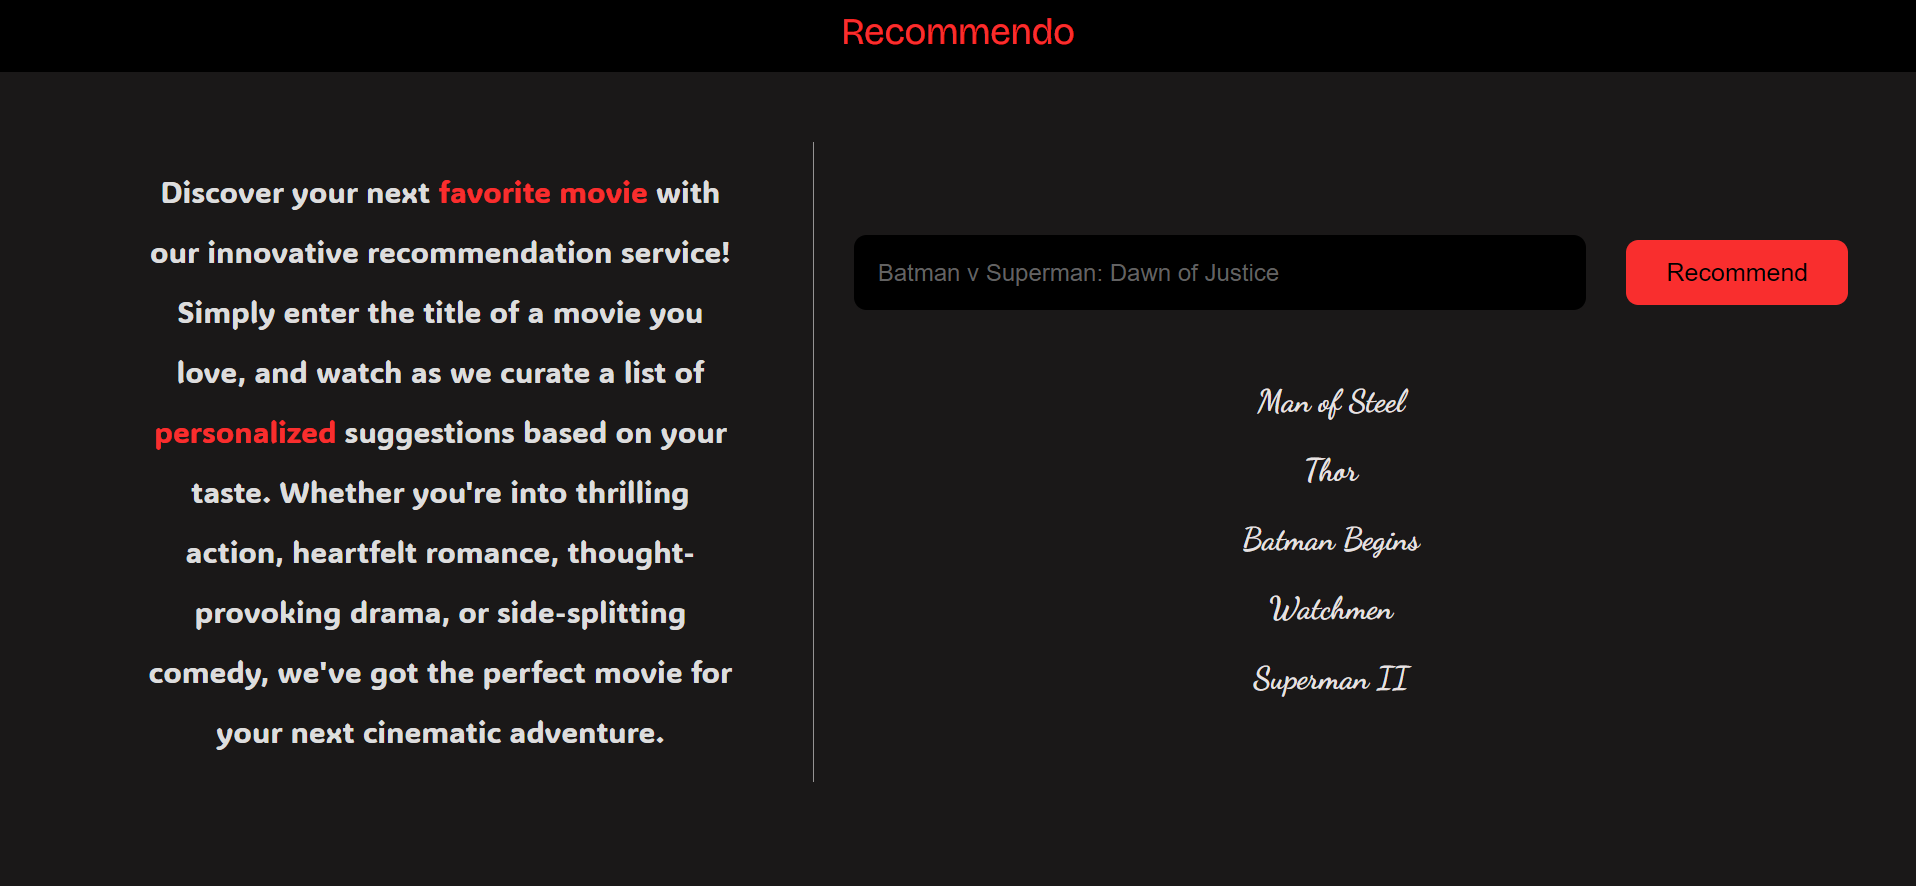 Recommendo
Discover your next favorite movie with
our innovative recommendation service!
Simply enter the title of a movie you
love, and watch as we curate a list of
personalized suggestions based on your
taste. Whether you're into thrilling
action, heartfelt romance, thought-
provoking drama, or side-splitting
comedy, we've got the perfect movie for
your next cinematic adventure.
Batman v Superman: Dawn of Justice
Recommend
Man of Steel
Thor
Batman Begins
Watchmen
Superman II